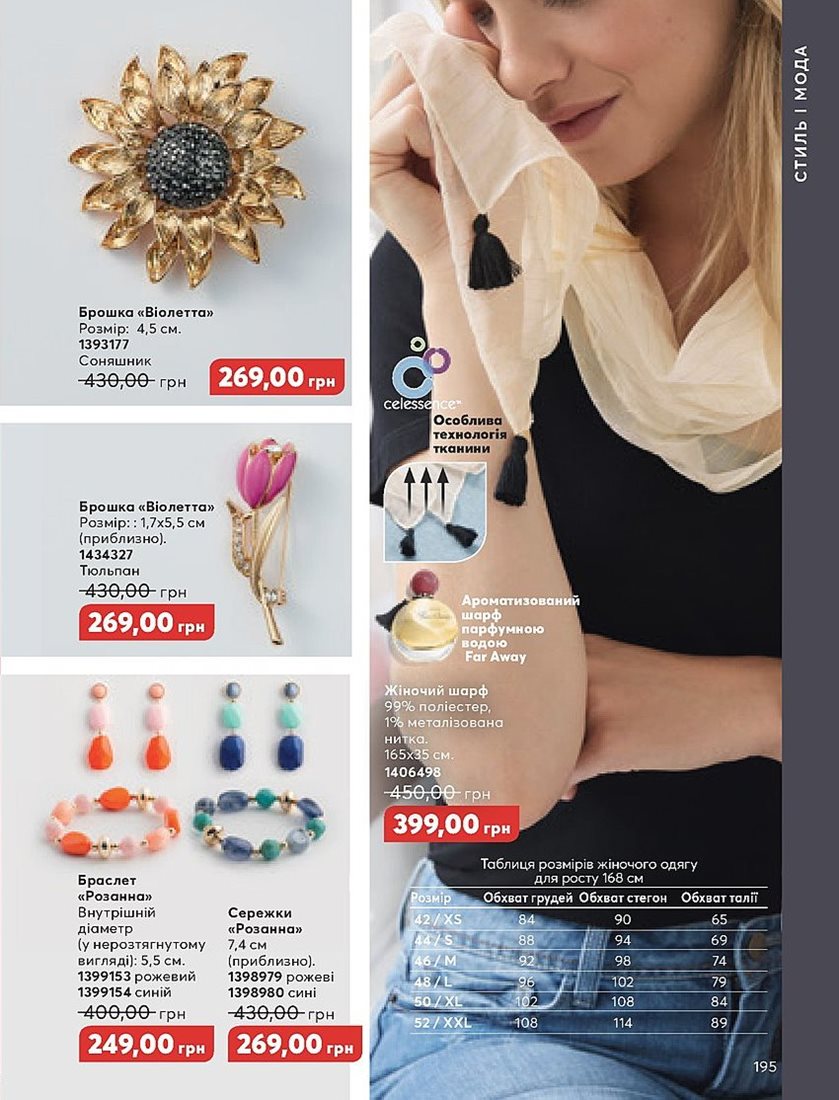 СТИЛЬ І МОДА
Брошка «Віолетта»
Розмір: 4,5 см.
1393177
Соняшник
430,00 грн
269,00 грн
Брошка «Віолетта»
Розмір: : 1,7х5,5 см
(приблизно).
1434327
Тюльпан
430,00 грн
269,00 грн
Браслет
«Розанна»
Внутрішній
діаметр
(у нерозтягнутому
вигляді): 5,5 см.
1399153 рожевий
1399154 синій
400,00 грн
249,00 грн
Сережки
«Розанна»
7,4 см
(приблизно).
1398979 рожеві
1398980 сині
430,00 грн
269,00 грн
celessence™
Особлива
технологія
тканини
Ароматизований
шарф
парфумною
водою
Far Away
Жіночий шарф
99% поліестер,
1% металізована
нитка.
165х35 см.
1406498
450,00 грн
399,00 грн
Таблиця розмірів жіночого одягу
для росту 168 см
Розмір Обхват грудей Обхват стегон Обхват талії
42 / XS 84 90 65
44 / S 88 94 69
46 / M 92 98 74
48 / L 96 102 79
50 / XL 102 108 84
52 / XXL 108 114 89
195